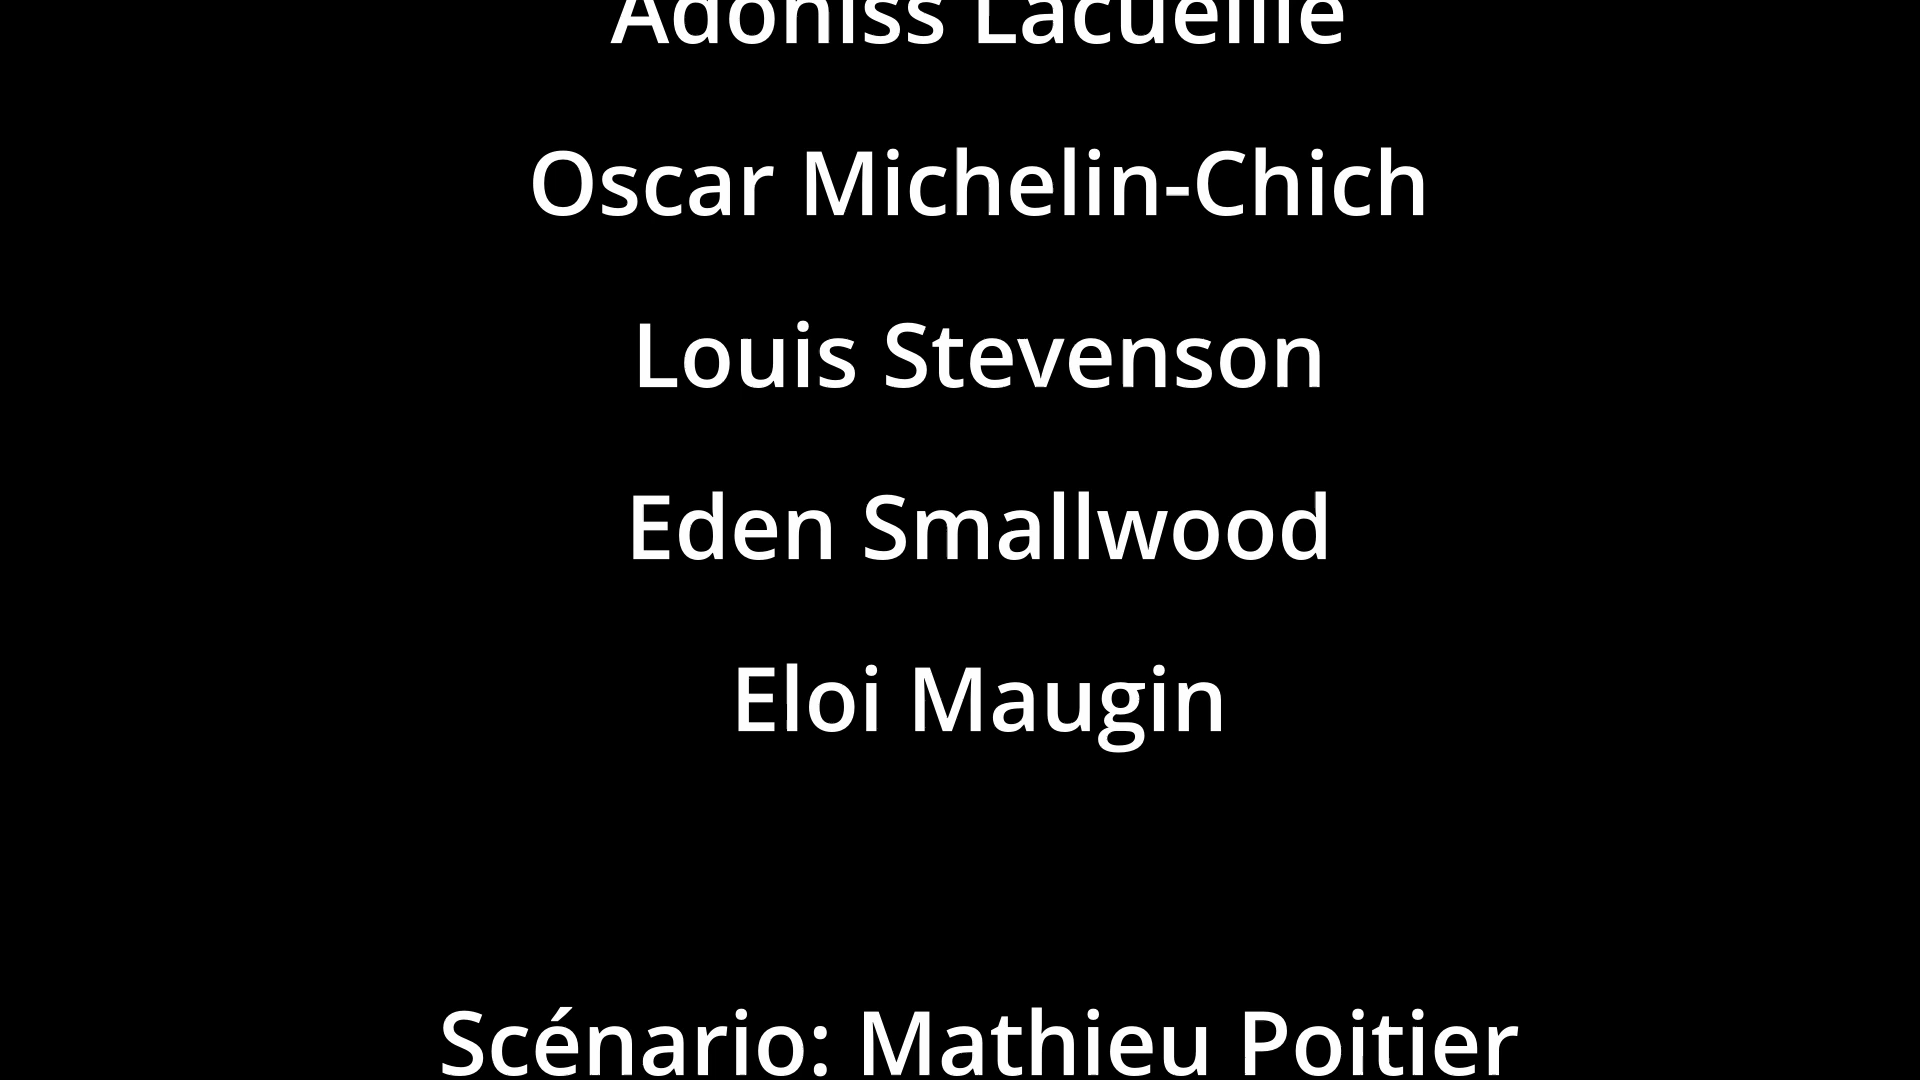 Adoniss Lacueille
Oscar Michelin-Chich
Louis Stevenson
Eden Smallwood
Eloi Maugin
Scénario: Mathieu Poitier